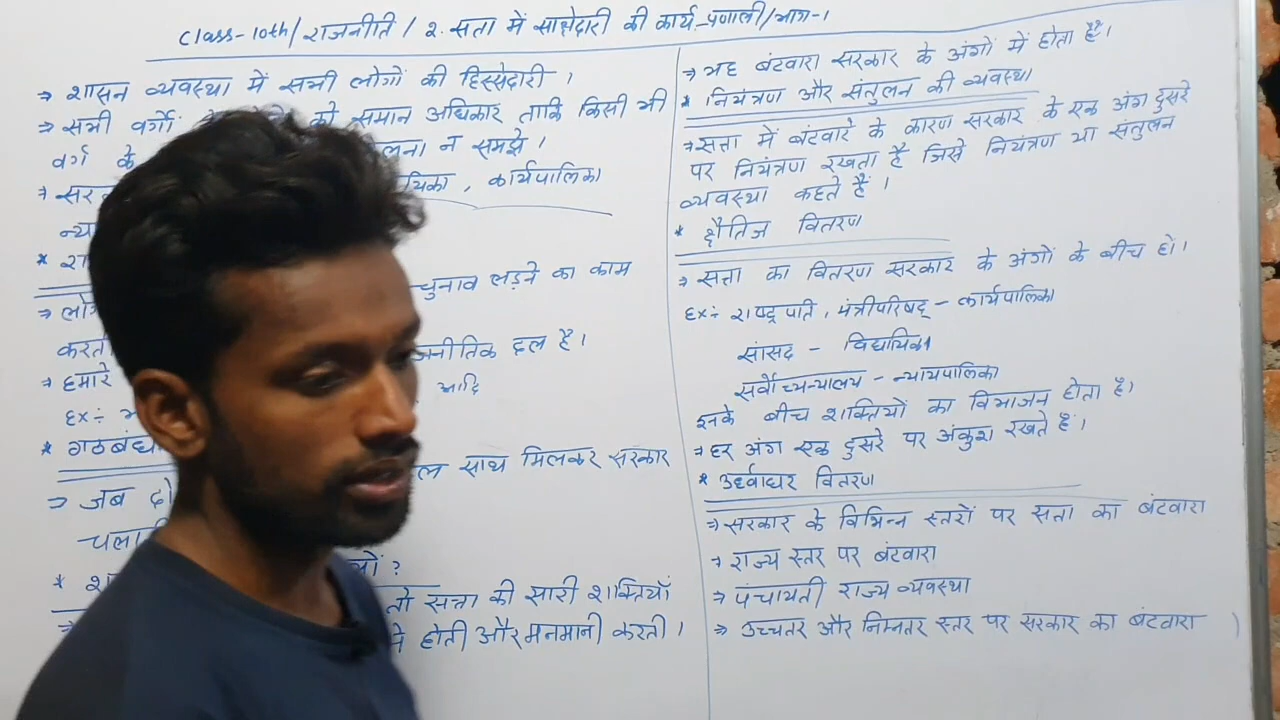 Class-10th/राजनीति/2. सता में साझेदारी की कार्य-प्रणाली/भाग-1
→ शासन व्यवस्था में सभी लोगों की हिस्सेदारी ।
→ सभी वर्गों को समान अधिकार ताकि किसी भी
वर्ग के न समझे ।
→ , कार्यपालिका
*
→ चुनाव लड़ने का काम
दल है ।
→ हमारे आदि
Ex ÷
*
→ जब दो साथ मिलकर सरकार
*
?
तो सत्ता की सारी शक्तियाँ
होती और मनमानी करती ।
→ यह बंटवारा सरकार के अंगों में होता है।
* नियंत्रण और संतुलन की व्यवस्था
→ सत्ता में बंटवारे के कारण सरकार के एक अंग दुसरे
पर नियंत्रण रखता है जिसे नियंत्रण या संतुलन
व्यवस्था कहते हैं ।
* क्षैतिज वितरण
→ सत्ता का वितरण सरकार के अंगों के बीच हो।
Ex ÷ राष्ट्रपति, मंत्रीपरिषद् - कार्यपालिका
सांसद - विधायिका
सर्वोच्चन्यालय - न्यायपालिका
इनके बीच शक्तियों का विभाजन होता है।
→ हर अंग एक दुसरे पर अंकुश रखते हैं ।
* उर्ध्वाधर वितरण
→ सरकार के विभिन्न स्तरों पर सत्ता का बंटवारा
→ राज्य स्तर पर बंटवारा
→ पंचायती राज्य व्यवस्था
→ उच्चतर और निम्नतर स्तर पर सरकार का बंटवारा